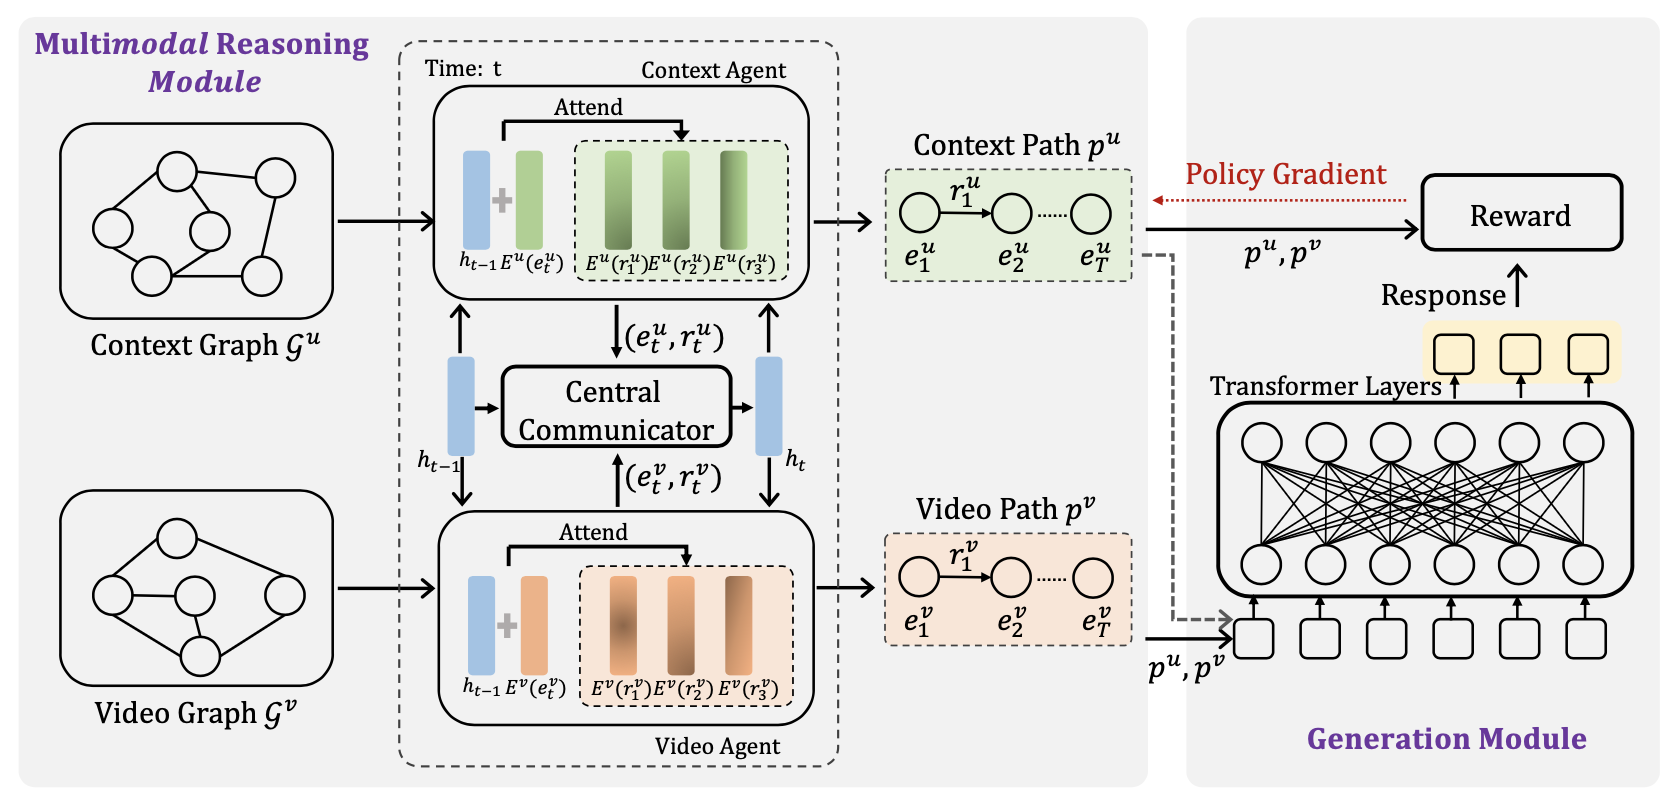 Multimodal Reasoning
Module
Time: t
Context Agent
Attend
h_{t-1} E^u(e_t^u)
E^u(r_1^u) E^u(r_2^u) E^u(r_3^u)
Context Graph 𝒢^u
(e_t^u, r_t^u)
Central
Communicator
h_{t-1}
h_t
(e_t^v, r_t^v)
Attend
h_{t-1} E^v(e_t^v)
E^v(r_1^v) E^v(r_2^v) E^v(r_3^v)
Video Agent
Video Graph 𝒢^v
Context Path p^u
r_1^u
......
e_1^u e_2^u e_T^u
Video Path p^v
r_1^v
......
e_1^v e_2^v e_T^v
Policy Gradient
p^u, p^v
Reward
Response
Transformer Layers
p^u, p^v
Generation Module